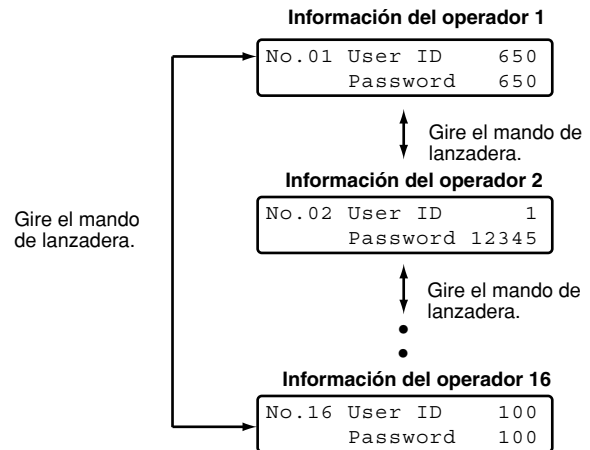 Información del operador 1
No.01 User ID 650
Password 650
Gire el mando de
lanzadera.
Información del operador 2
Gire el mando
de lanzadera.
No.02 User ID 1
Password 12345
Gire el mando de
lanzadera.
Información del operador 16
No.16 User ID 100
Password 100